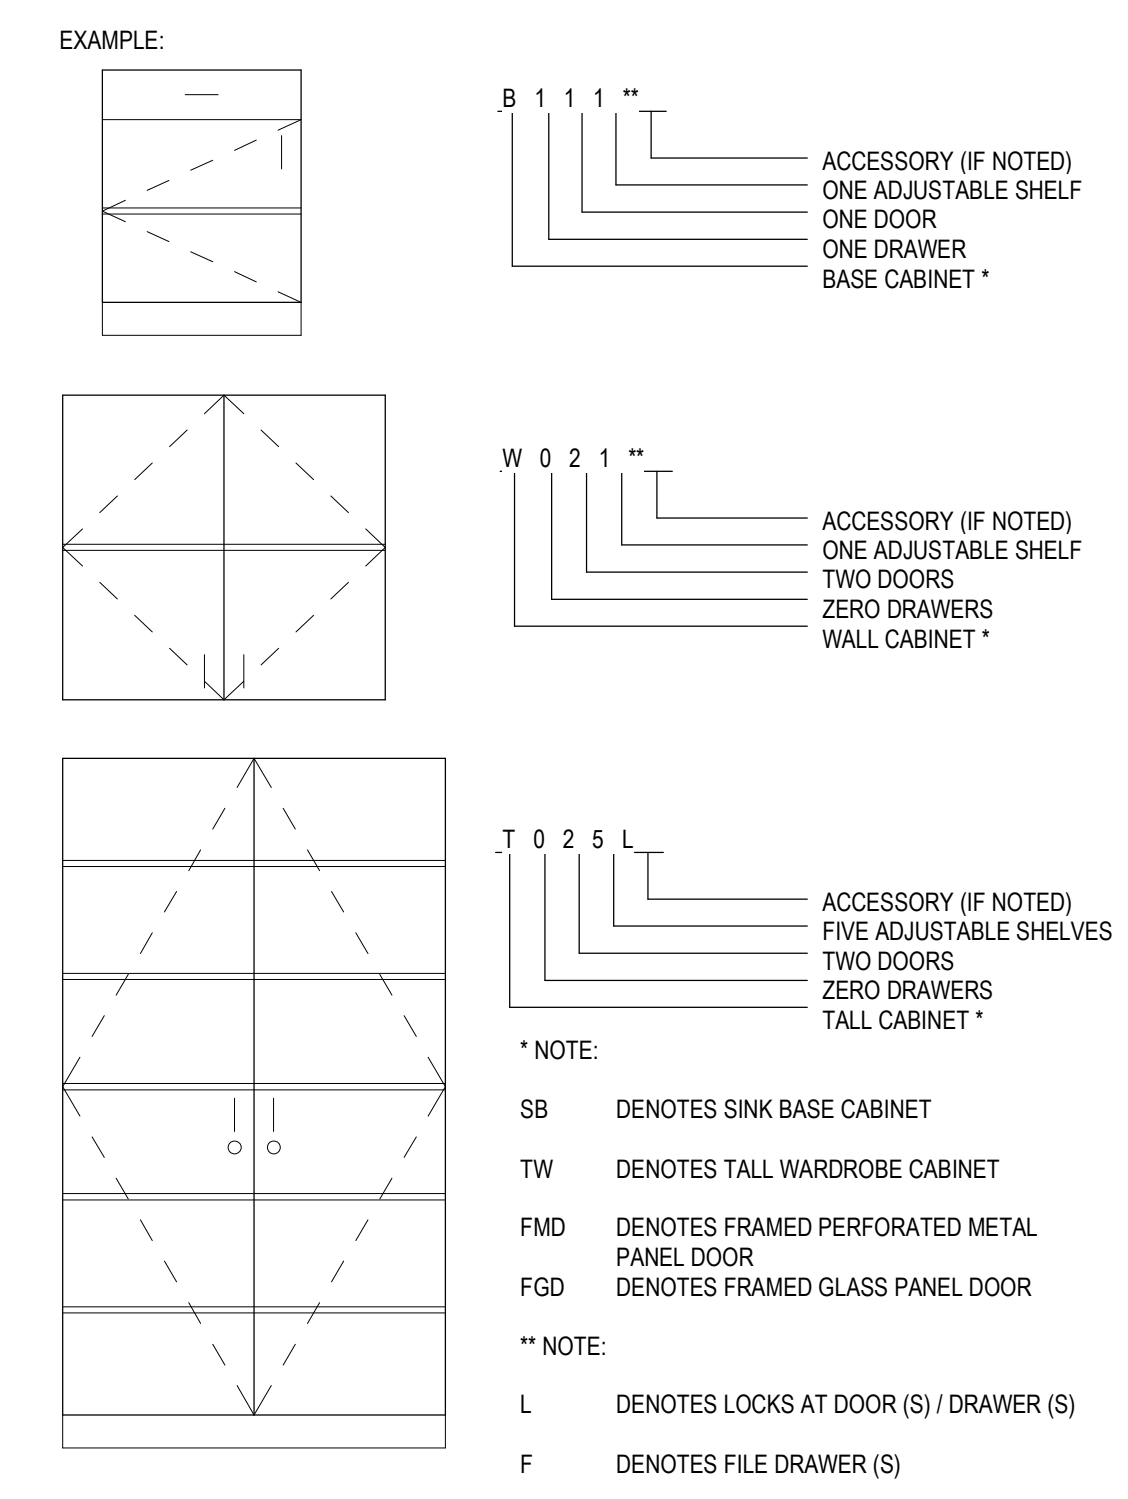 EXAMPLE:
B 1 1 1 **
ACCESSORY (IF NOTED)
ONE ADJUSTABLE SHELF
ONE DOOR
ONE DRAWER
BASE CABINET *
W 0 2 1 **
ACCESSORY (IF NOTED)
ONE ADJUSTABLE SHELF
TWO DOORS
ZERO DRAWERS
WALL CABINET *
T 0 2 5 L
ACCESSORY (IF NOTED)
FIVE ADJUSTABLE SHELVES
TWO DOORS
ZERO DRAWERS
TALL CABINET *
* NOTE:
SB DENOTES SINK BASE CABINET
TW DENOTES TALL WARDROBE CABINET
FMD DENOTES FRAMED PERFORATED METAL
PANEL DOOR
FGD DENOTES FRAMED GLASS PANEL DOOR
** NOTE:
L DENOTES LOCKS AT DOOR (S) / DRAWER (S)
F DENOTES FILE DRAWER (S)